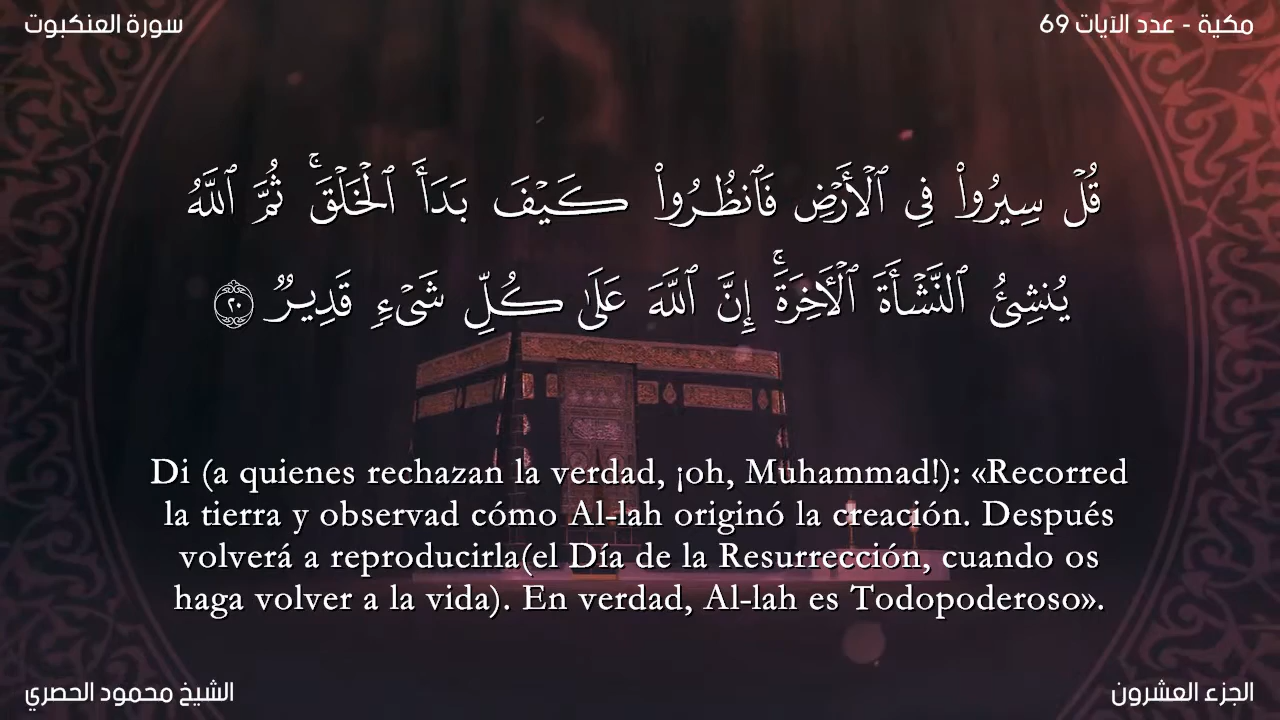 مكية - عدد الآيات 69
سورة العنكبوت
قُلۡ سِيرُواْ فِي ٱلۡأَرۡضِ فَٱنظُرُواْ كَيۡفَ بَدَأَ ٱلۡخَلۡقَۚ ثُمَّ ٱللَّهُ
يُنشِئُ ٱلنَّشۡأَةَ ٱلۡأٓخِرَةَۚ إِنَّ ٱللَّهَ عَلَىٰ كُلِّ شَيۡءٖ قَدِيرٞ ٢٠
Di (a quienes rechazan la verdad, ¡oh, Muhammad!): «Recorred
la tierra y observad cómo Al-lah originó la creación. Después
volverá a reproducirla(el Día de la Resurrección, cuando os
haga volver a la vida). En verdad, Al-lah es Todopoderoso».
الجزء العشرون
الشيخ محمود الحصري